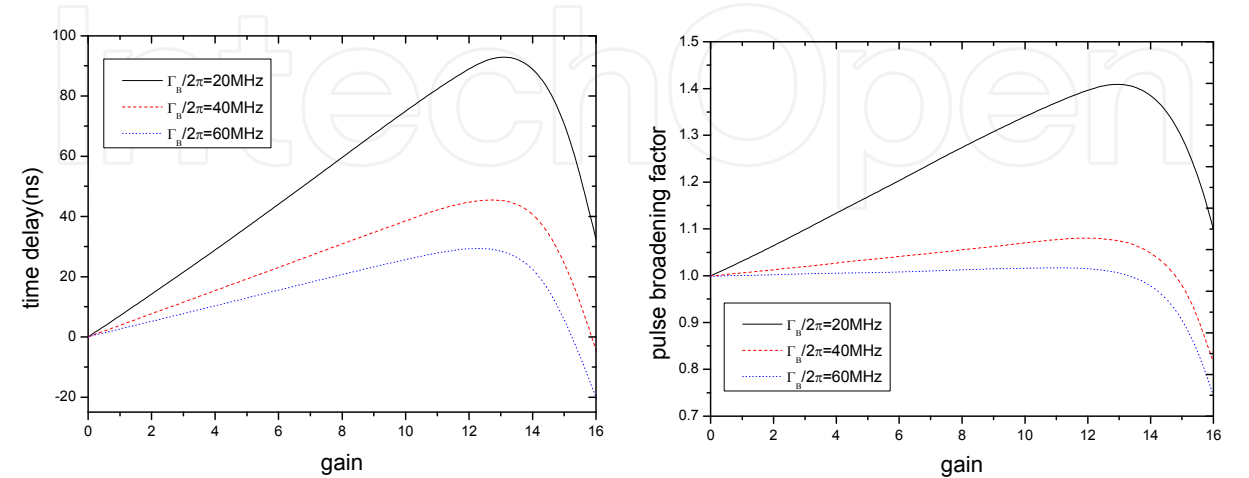 IntechOpen
100
80
60
40
20
0
-20
time delay(ns)
Γ_B/2π=20MHz
Γ_B/2π=40MHz
Γ_B/2π=60MHz
0 2 4 6 8 10 12 14 16
gain
1.5
1.4
1.3
1.2
1.1
1.0
0.9
0.8
0.7
pulse broadening factor
Γ_B/2π=20MHz
Γ_B/2π=40MHz
Γ_B/2π=60MHz
0 2 4 6 8 10 12 14 16
gain